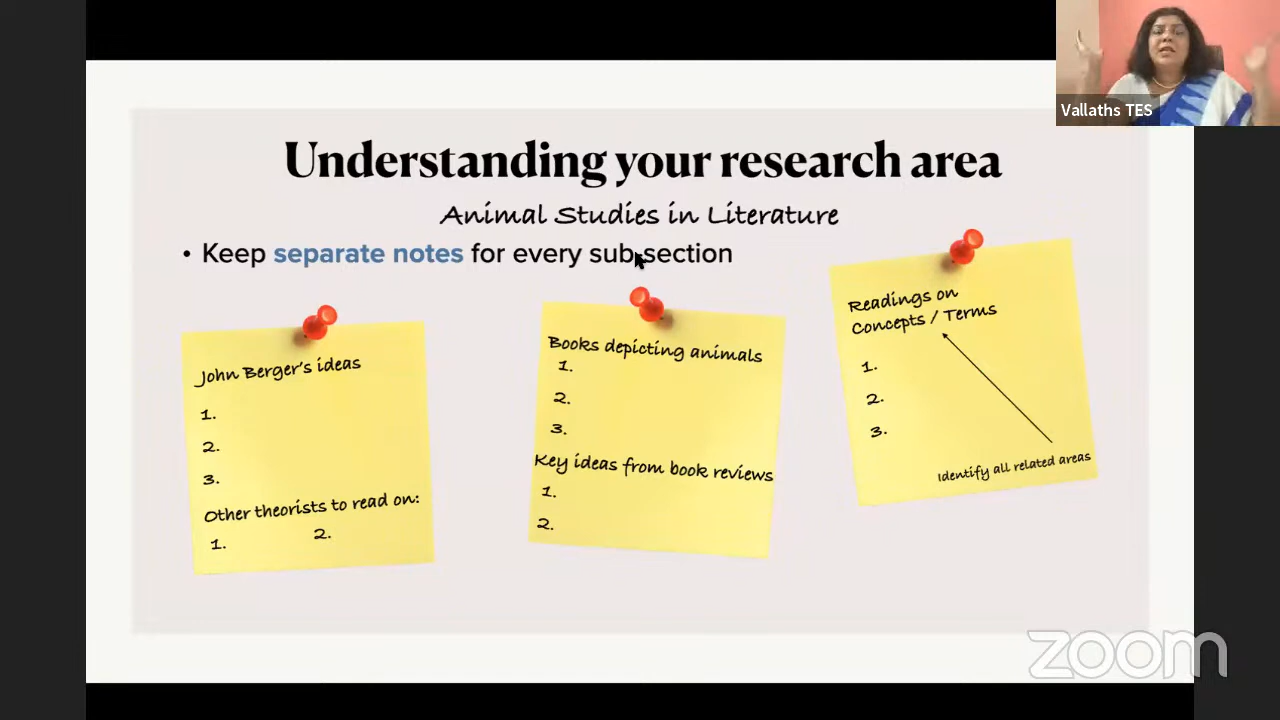 Vallaths TES
Understanding your research area
Animal Studies in Literature
• Keep separate notes for every sub-section
John Berger's ideas
1.
2.
3.
Other theorists to read on:
1. 2.
Books depicting animals
1.
2.
3.
Key ideas from book reviews
1.
2.
Readings on
Concepts / Terms
1.
2.
3.
Identify all related areas
zoom